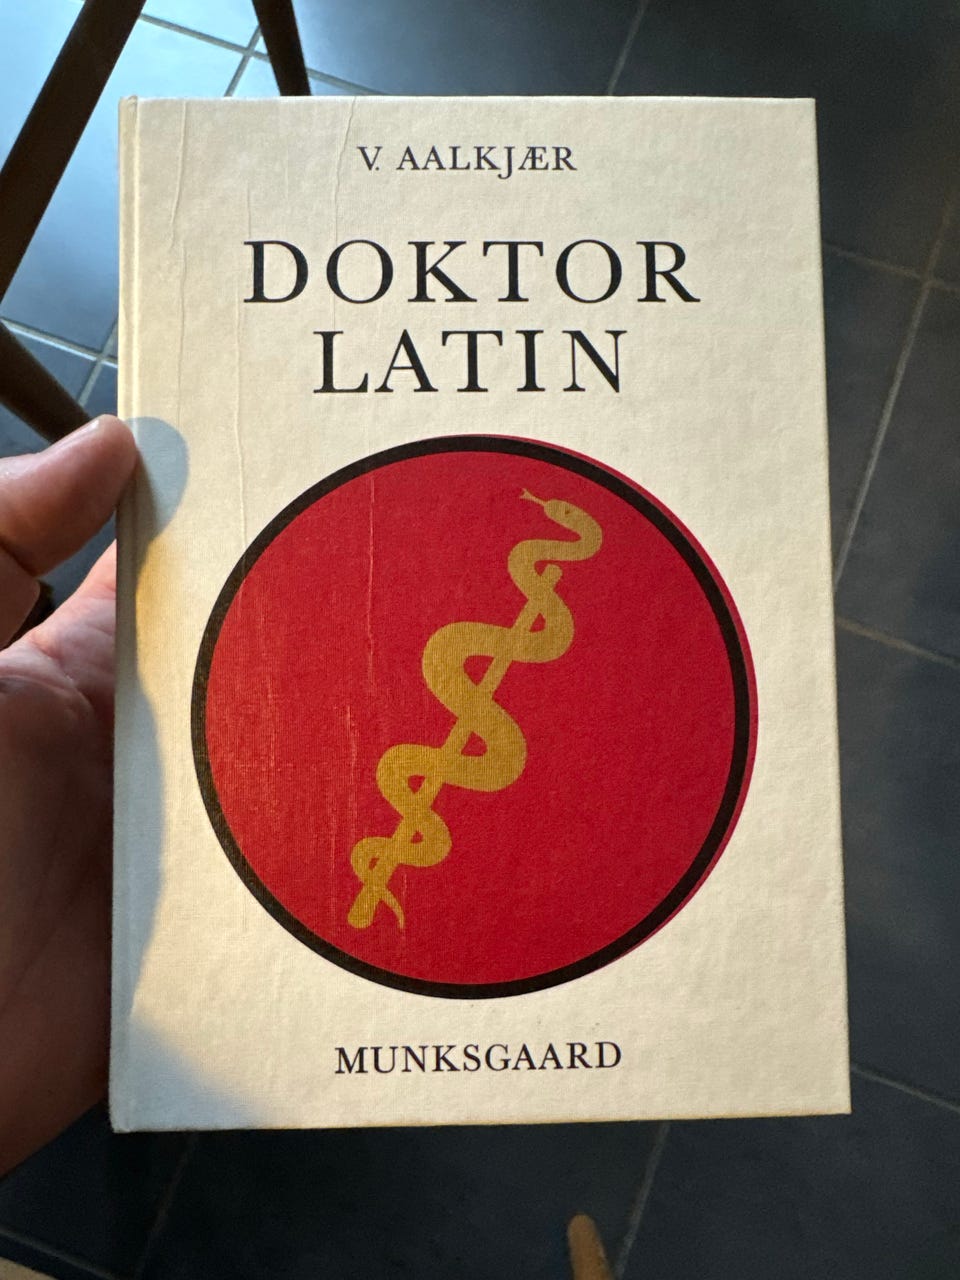 V. AALKJÆR
DOKTOR
LATIN
MUNKSGAARD